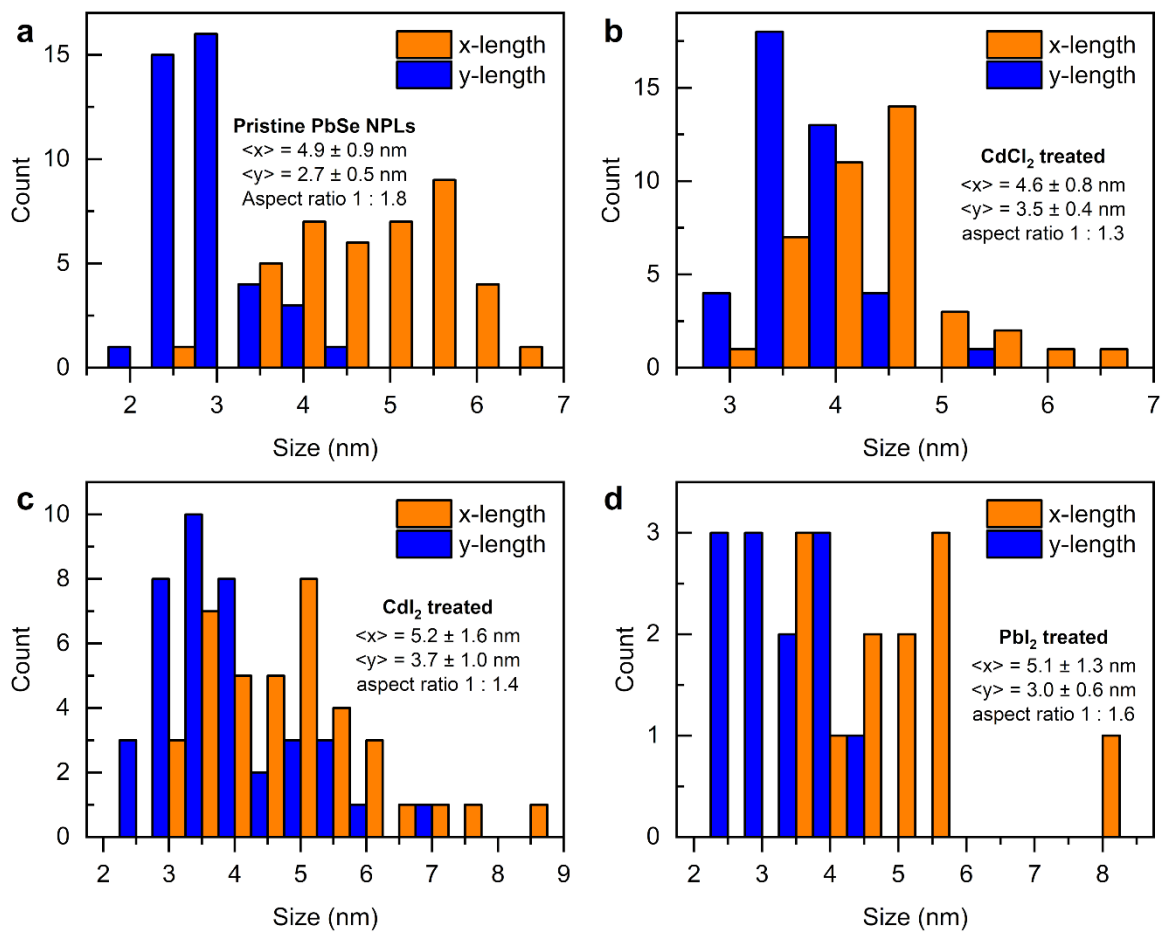 a
x-length
y-length
Pristine PbSe NPLs
<x> = 4.9 ± 0.9 nm
<y> = 2.7 ± 0.5 nm
Aspect ratio 1 : 1.8
Count
0
5
10
15
2
3
4
5
6
7
Size (nm)
b
x-length
y-length
CdCl₂ treated
<x> = 4.6 ± 0.8 nm
<y> = 3.5 ± 0.4 nm
aspect ratio 1 : 1.3
Count
0
5
10
15
3
4
5
6
7
Size (nm)
c
x-length
y-length
CdI₂ treated
<x> = 5.2 ± 1.6 nm
<y> = 3.7 ± 1.0 nm
aspect ratio 1 : 1.4
Count
0
2
4
6
8
10
2
3
4
5
6
7
8
9
Size (nm)
d
x-length
y-length
PbI₂ treated
<x> = 5.1 ± 1.3 nm
<y> = 3.0 ± 0.6 nm
aspect ratio 1 : 1.6
Count
0
1
2
3
2
3
4
5
6
7
8
Size (nm)